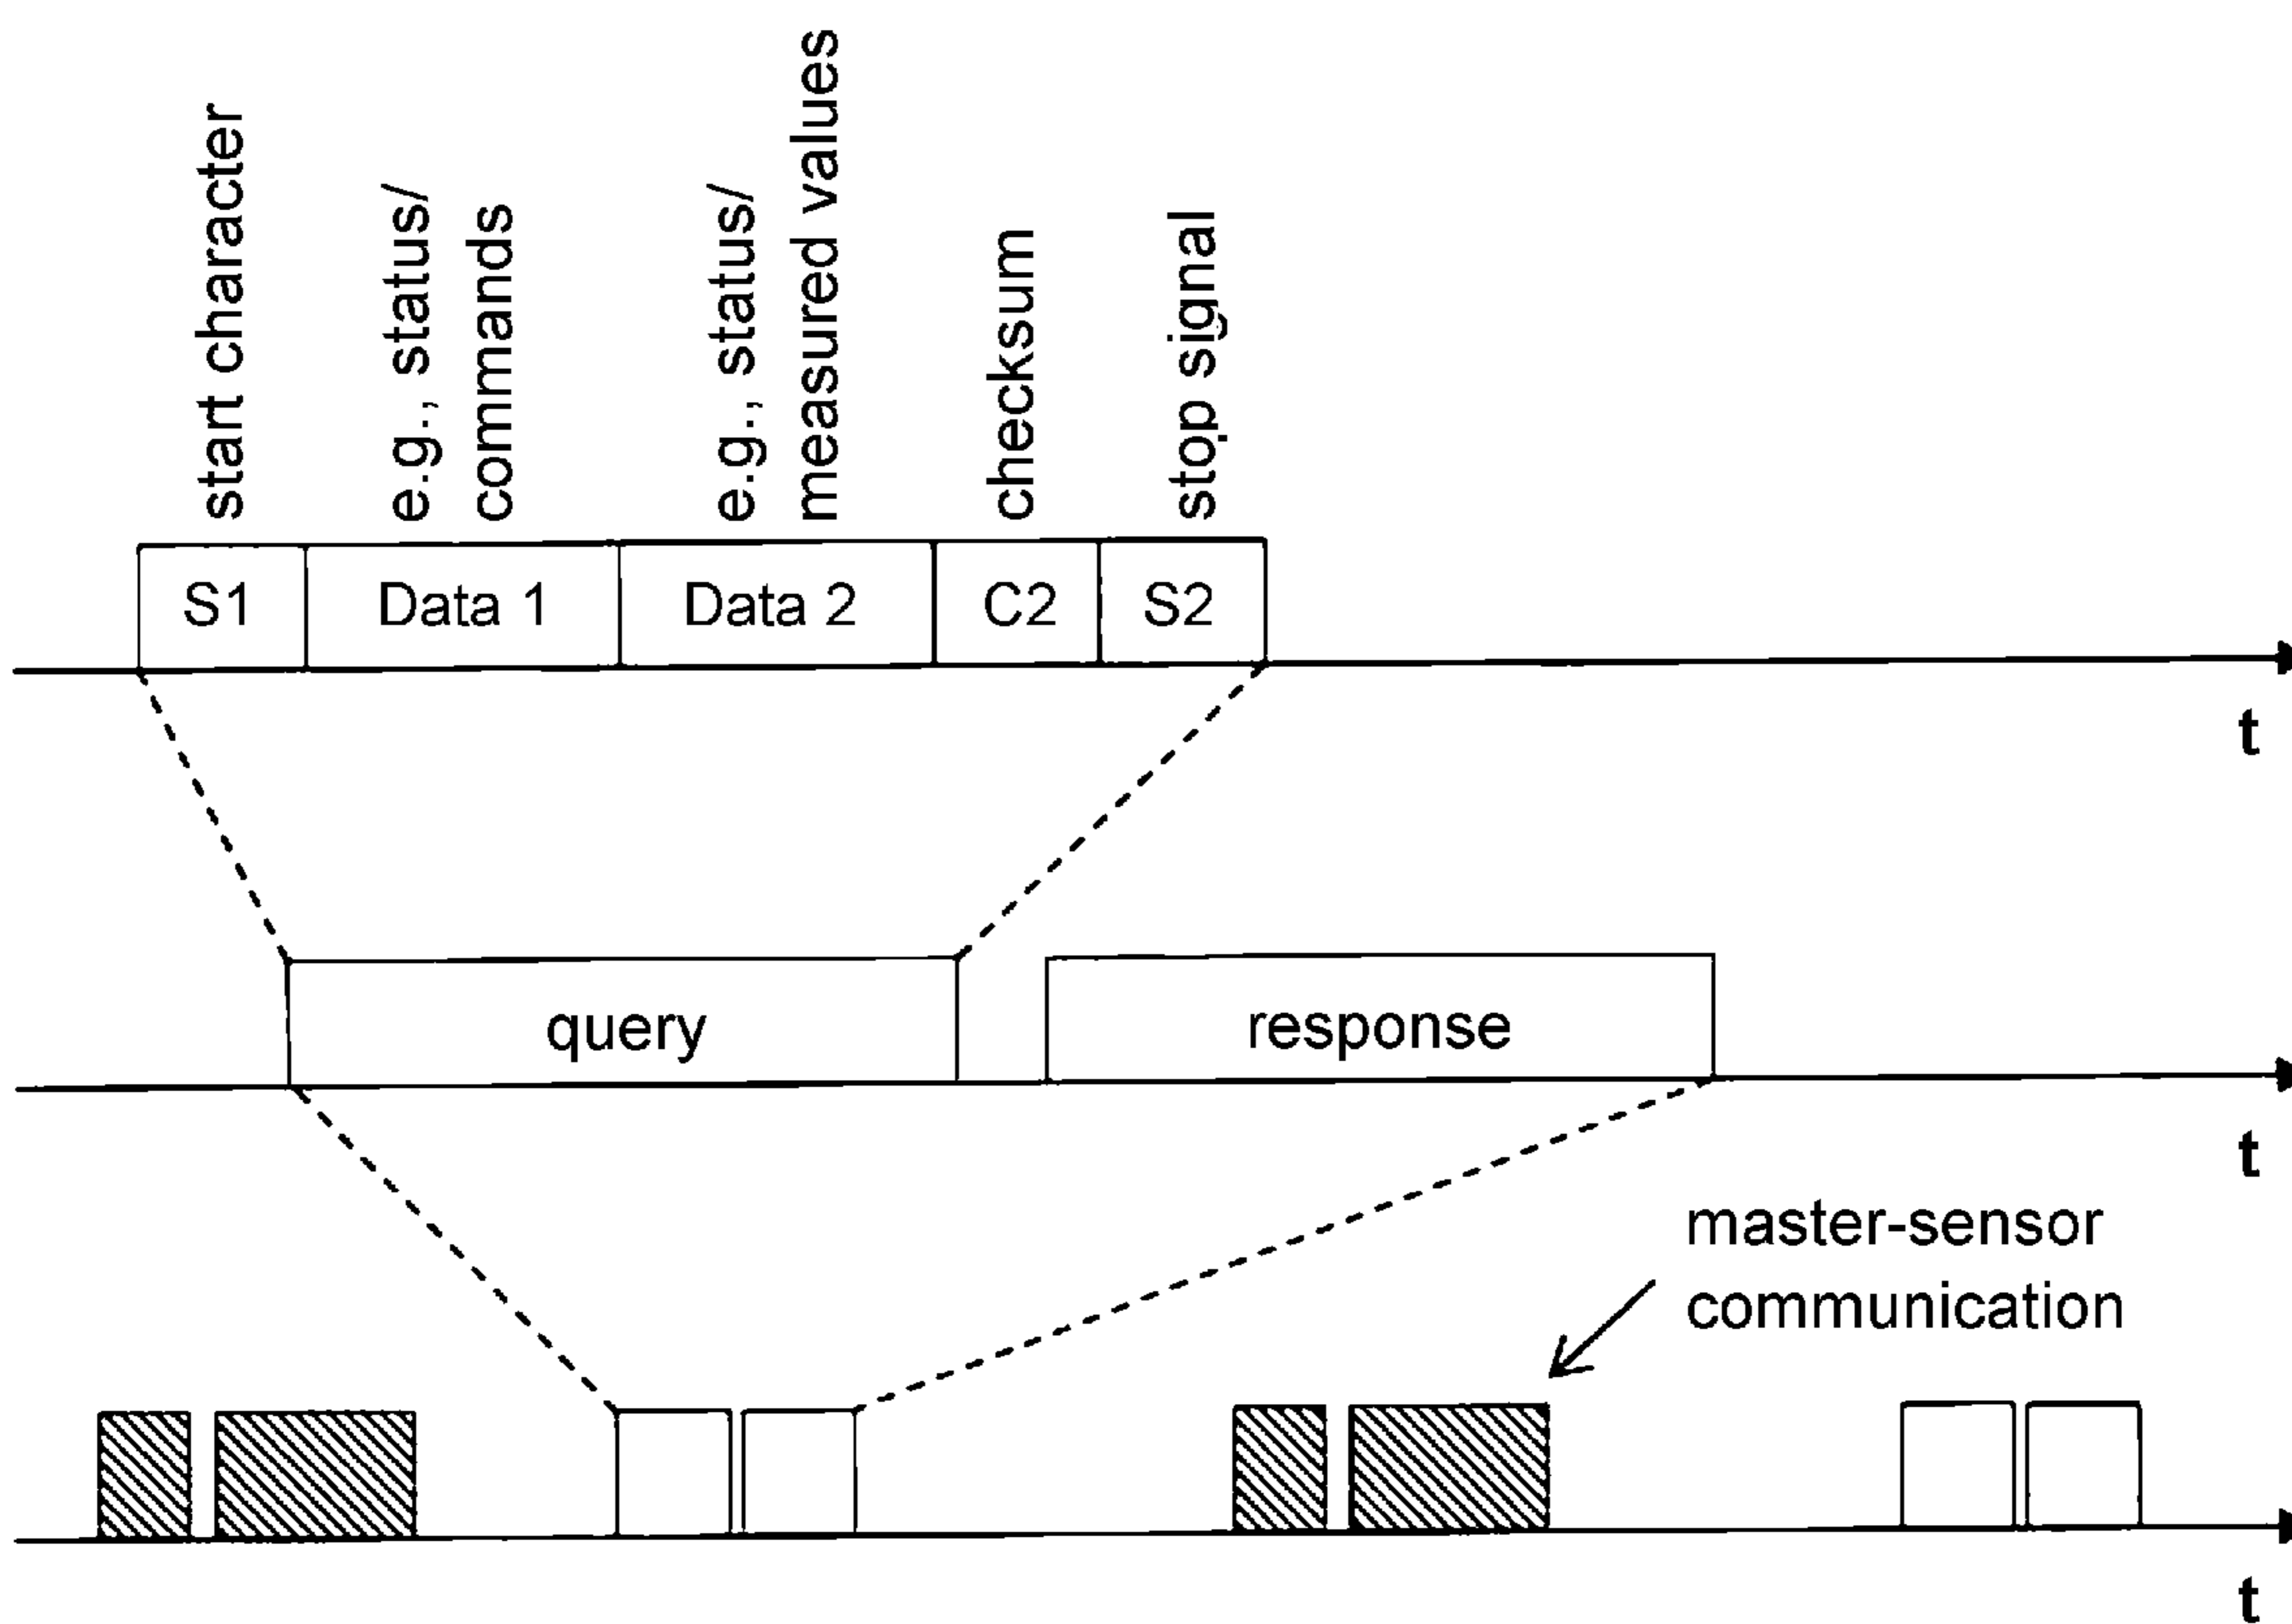 start character
e.g., status/
commands
e.g., status/
measured values
checksum
stop signal
S1
Data 1
Data 2
C2
S2
t
query
response
t
master-sensor
communication
t